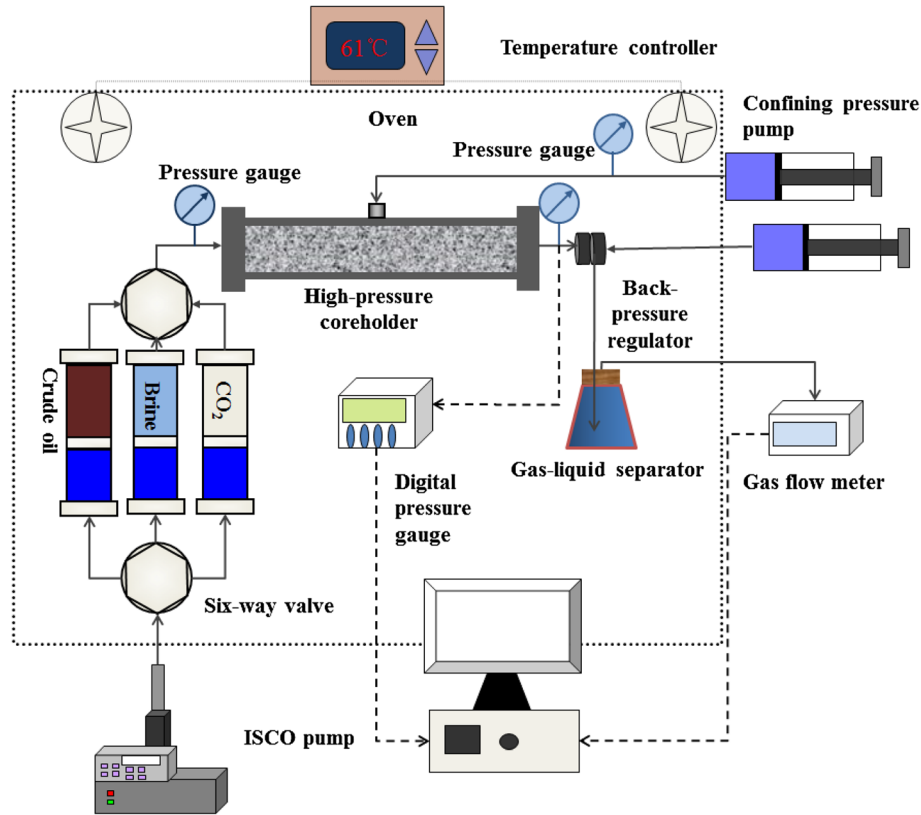 61℃
Temperature controller
Oven
Confining pressure
pump
Pressure gauge
Pressure gauge
High-pressure
coreholder
Back-
pressure
regulator
Crude oil
Brine
CO₂
Gas-liquid separator
Gas flow meter
Digital
pressure
gauge
Six-way valve
ISCO pump